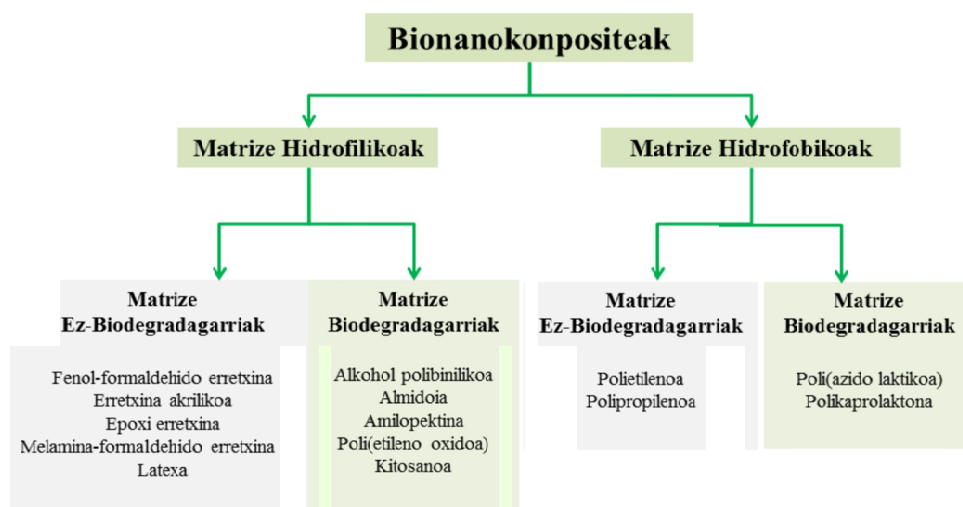 Bionanokonpositeak
Matrize Hidrofilikoak
Matrize Hidrofobikoak
Matrize
Ez-Biodegradagarriak
Fenol-formaldehido erretxina
Erretxina akrilikoa
Epoxi erretxina
Melamina-formaldehido erretxina
Latexa
Matrize
Biodegradagarriak
Alkohol polibinilikoa
Almidoia
Amilopektina
Poli(etileno oxidoa)
Kitosanoa
Matrize
Ez-Biodegradagarriak
Polietilenoa
Polipropilenoa
Matrize
Biodegradagarriak
Poli(azido laktikoa)
Polikaprolaktona